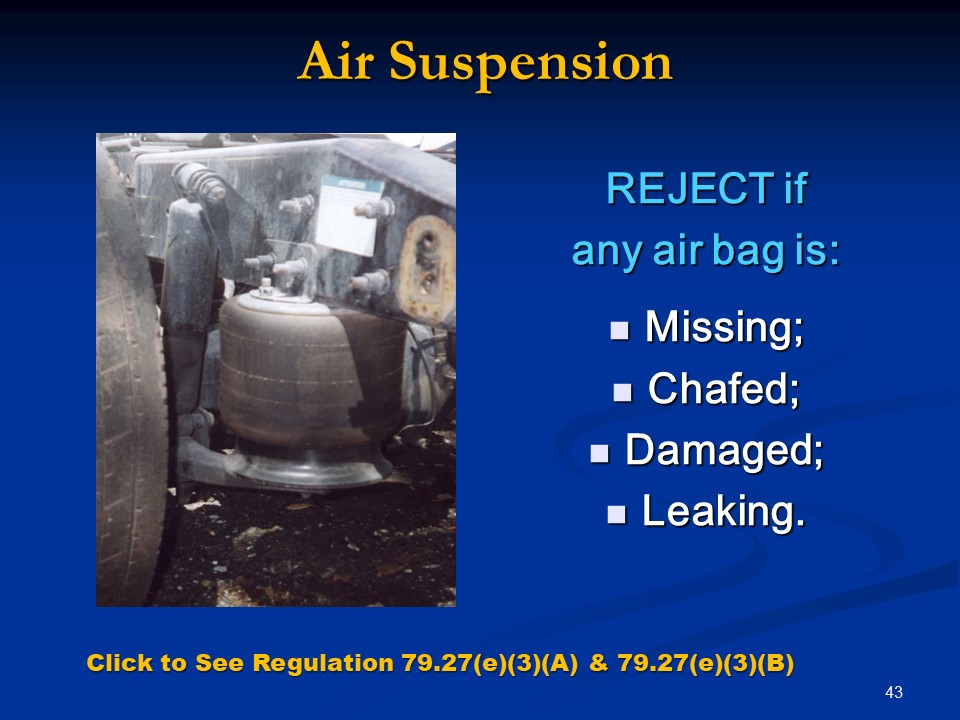 Air Suspension
REJECT if
any air bag is:
■ Missing;
■ Chafed;
■ Damaged;
■ Leaking.
Click to See Regulation 79.27(e)(3)(A) & 79.27(e)(3)(B)
43